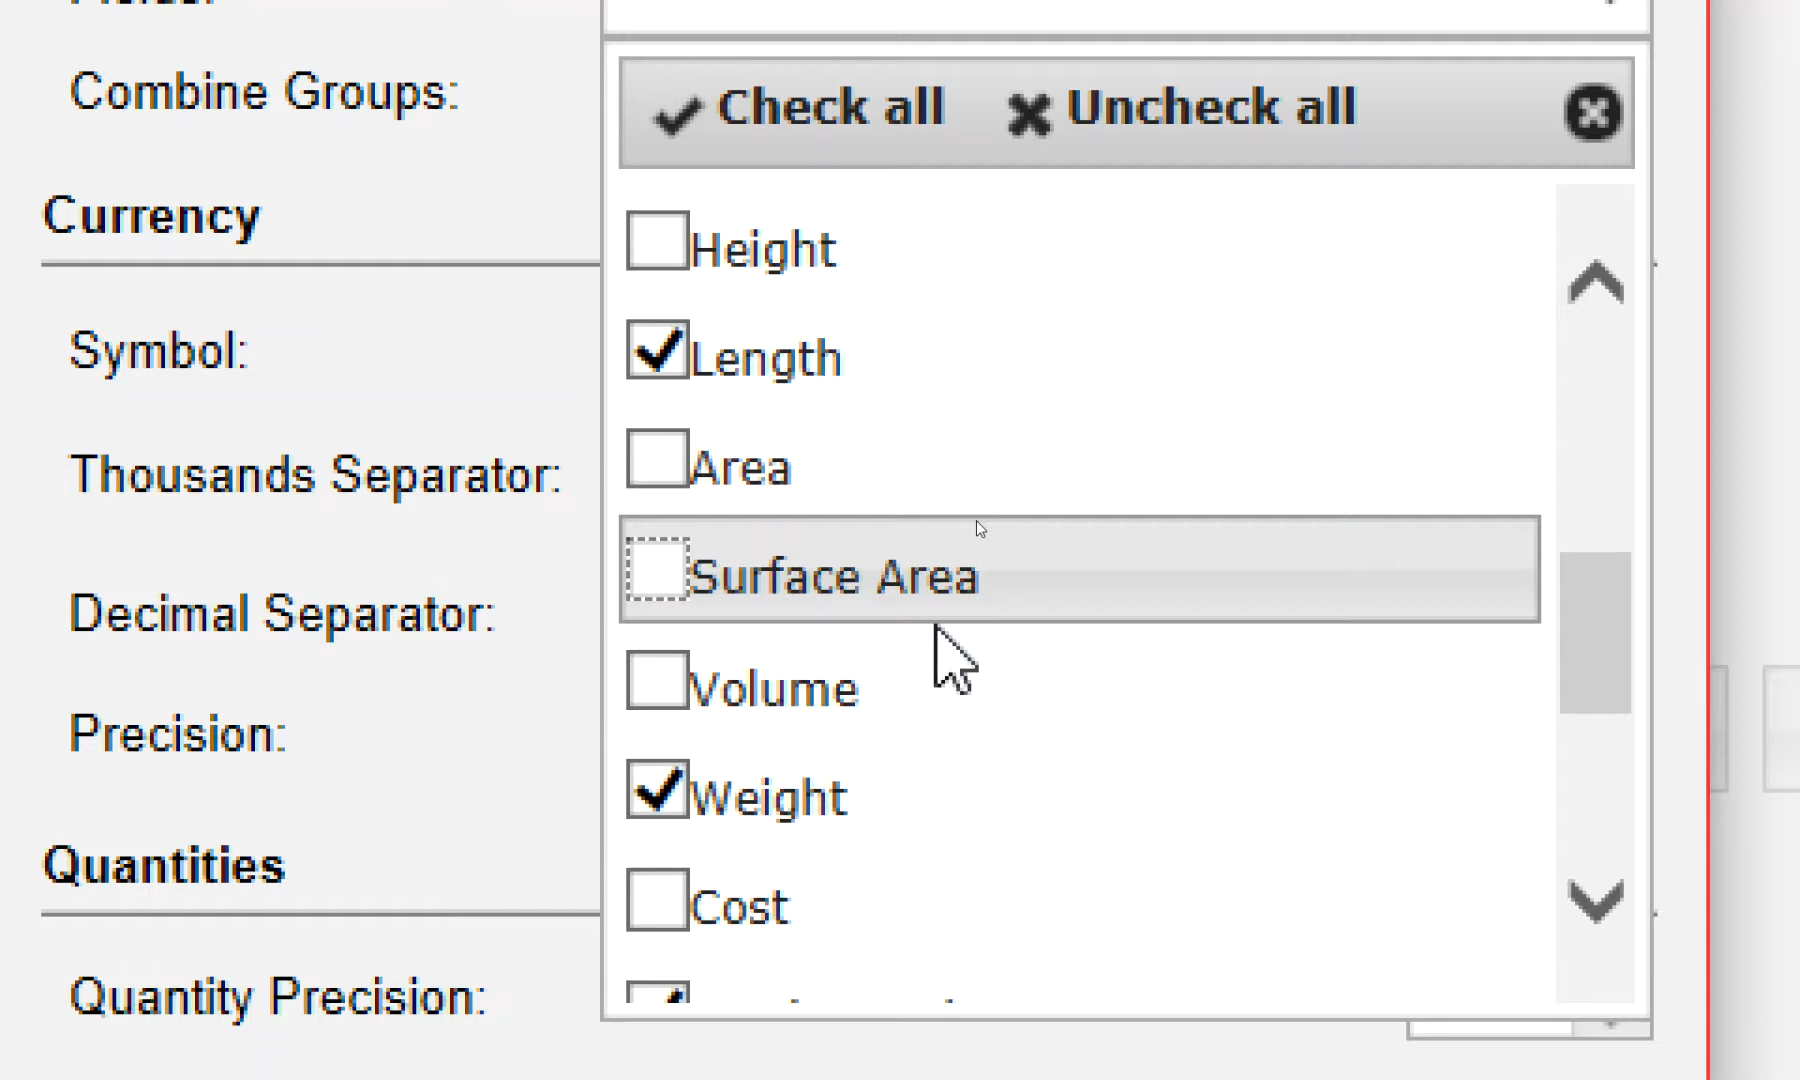 Combine Groups:
Check all Uncheck all
Currency
Height
Symbol:
Length
Thousands Separator:
Area
Surface Area
Decimal Separator:
Volume
Precision:
Weight
Quantities
Cost
Quantity Precision: